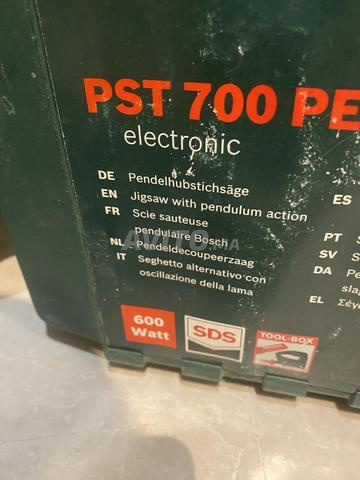 PST 700 PE
electronic
DE Pendelhubstichsäge
EN Jigsaw with pendulum action
FR Scie sauteuse
pendulaire Bosch
NL Pendeldecoupeerzaag
IT Seghetto alternativo con
oscillazione della lama
ES
PT
SV
DA
EL
600
Watt
SDS
TOOL-BOX